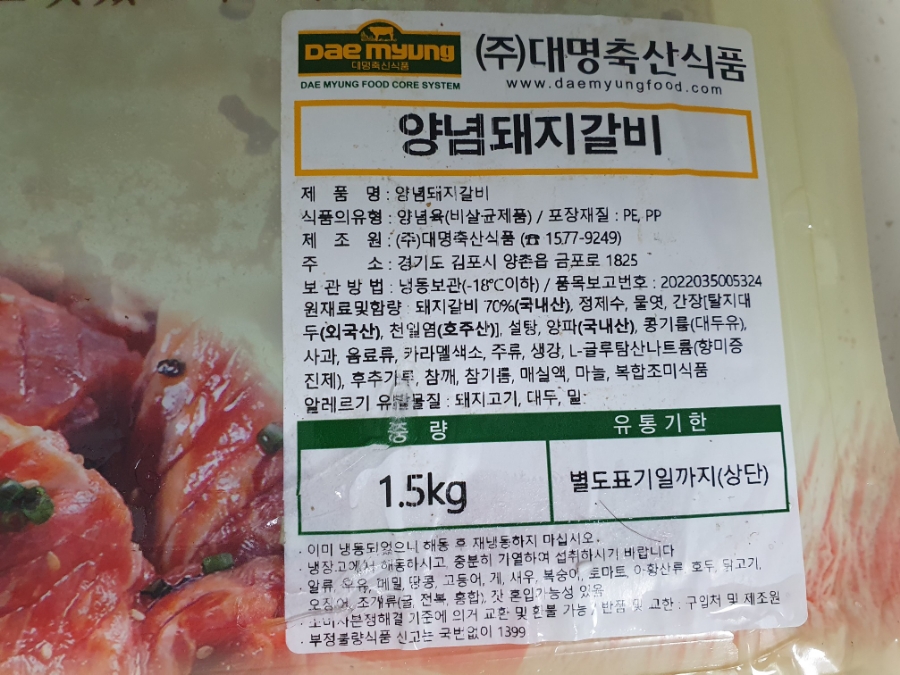 Dae myung
대명축산식품
DAE MYUNG FOOD CORE SYSTEM
(주)대명축산식품
www.daemyungfood.com
양념돼지갈비
제 품 명 : 양념돼지갈비
식품의유형 : 양념육(비살균제품) / 포장재질 : PE, PP
제 조 원 : (주)대명축산식품 (☎ 1577-9249)
주 소 : 경기도 김포시 양촌읍 금포로 1825
보 관 방 법 : 냉동보관(-18℃이하) / 품목보고번호 : 2022035005324
원재료및함량 : 돼지갈비 70%(국내산), 정제수, 물엿, 간장[탈지대
두(외국산), 천일염(호주산)], 설탕, 양파(국내산), 콩기름(대두유),
사과, 음료류, 카라멜색소, 주류, 생강, L-글루탐산나트륨(향미증
진제), 후추가루, 참깨, 참기름, 매실액, 마늘, 복합조미식품
알레르기 유발물질 : 돼지고기, 대두, 밀
중 량
유통기한
1.5kg
별도표기일까지(상단)
· 이미 냉동되었으니 해동 후 재냉동하지 마십시오.
· 냉장고에서 해동하시고, 충분히 가열하여 섭취하시기 바랍니다
알류, 우유, 메밀, 땅콩, 고등어, 게, 새우, 복숭아, 토마토, 아황산류, 호두, 닭고기,
오징어, 조개류(굴, 전복, 홍합), 잣 혼입가능성 있음
· 소비자분쟁해결 기준에 의거 교환 및 환불 가능 / 반품 및 교환 : 구입처 및 제조원
· 부정불량식품 신고는 국번없이 1399